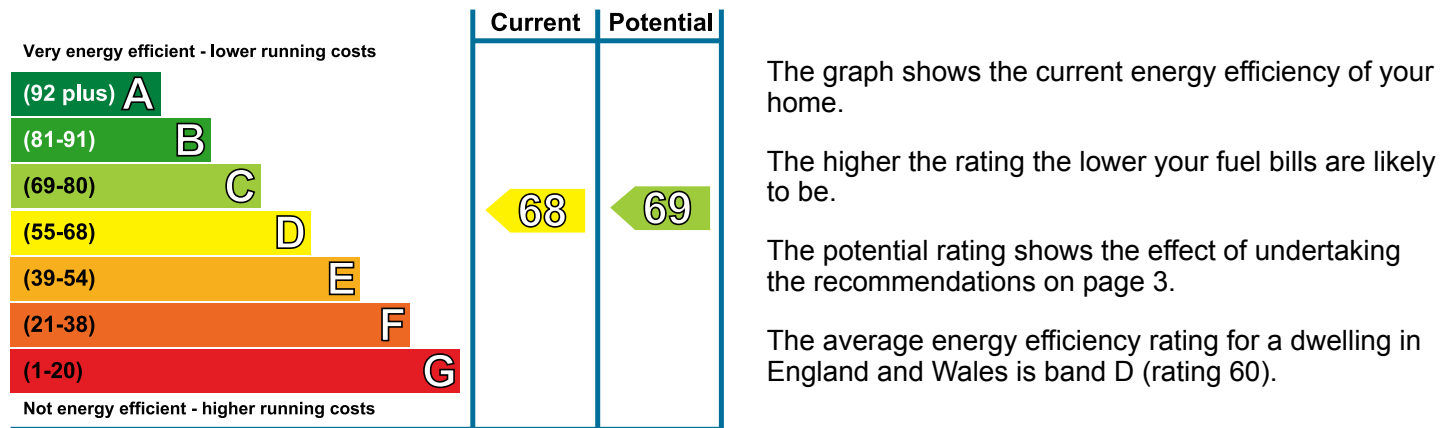 Current Potential
Very energy efficient - lower running costs
(92 plus) A
(81-91) B
(69-80) C
(55-68) D
(39-54) E
(21-38) F
(1-20) G
Not energy efficient - higher running costs
68 69
The graph shows the current energy efficiency of your
home.
The higher the rating the lower your fuel bills are likely
to be.
The potential rating shows the effect of undertaking
the recommendations on page 3.
The average energy efficiency rating for a dwelling in
England and Wales is band D (rating 60).